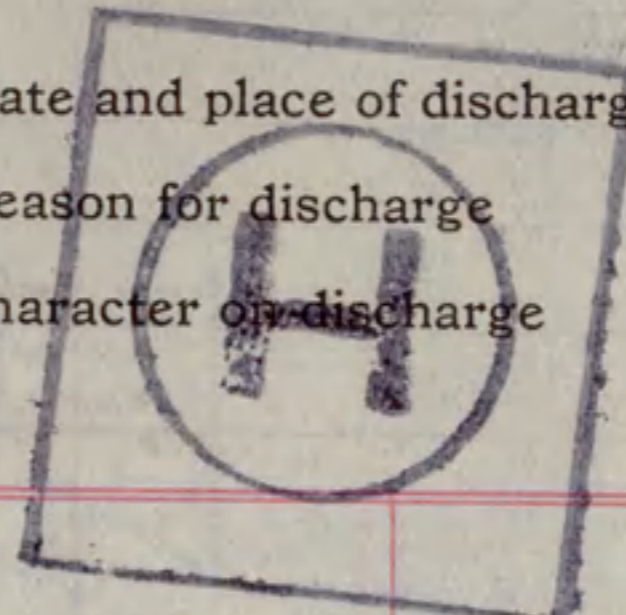 ate and place of discharg
eason for discharge
haracter on discharge
H